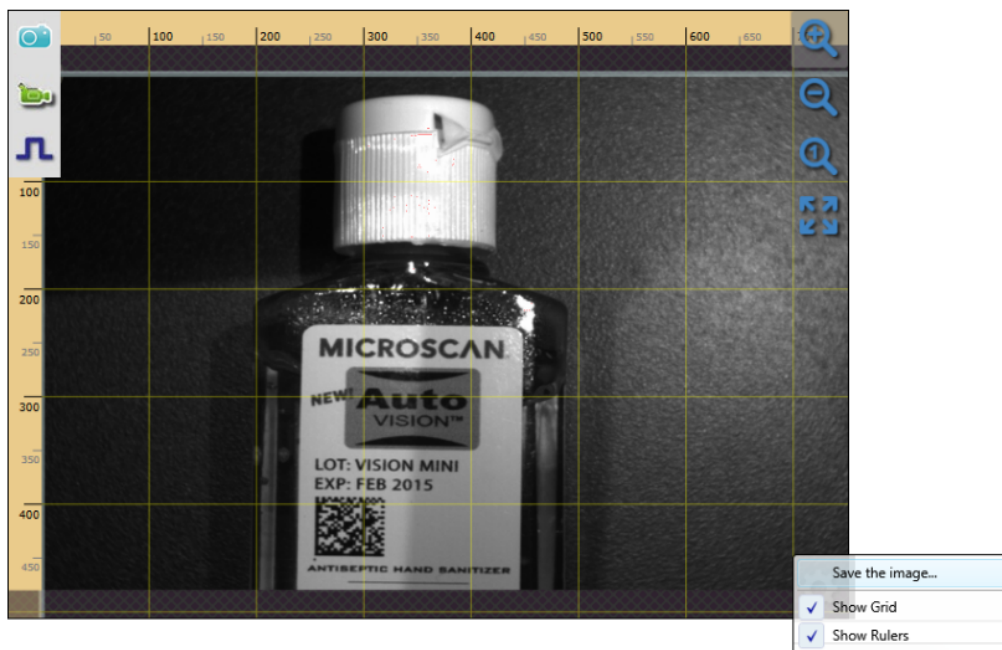 50 100 150 200 250 300 350 400 450 500 550 600 650
100
150
200
250
300
350
400
450
1
MICROSCAN
NEW! Auto
VISION™
LOT: VISION MINI
EXP: FEB 2015
ANTISEPTIC HAND SANITIZER
Save the image...
Show Grid
Show Rulers